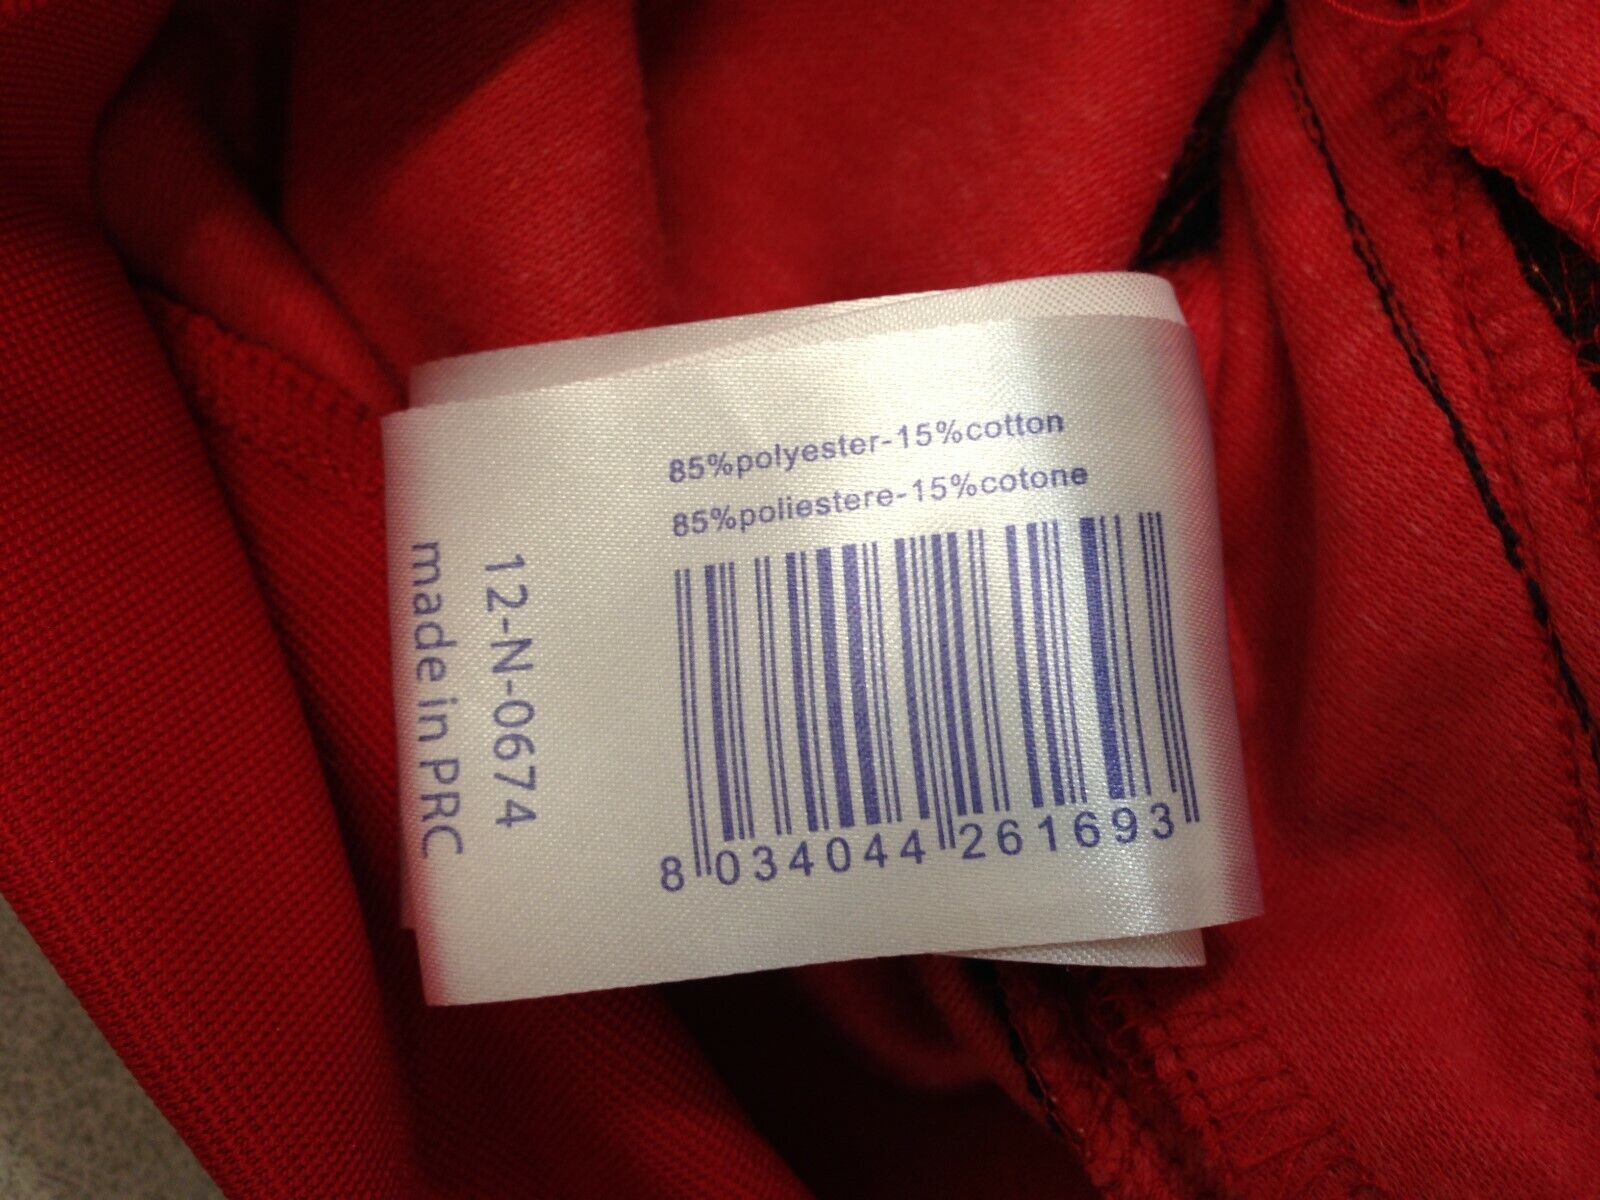 85%polyester-15%cotton
85%poliestere-15%cotone
8 034044 261693
12-N-0674
made in PRC